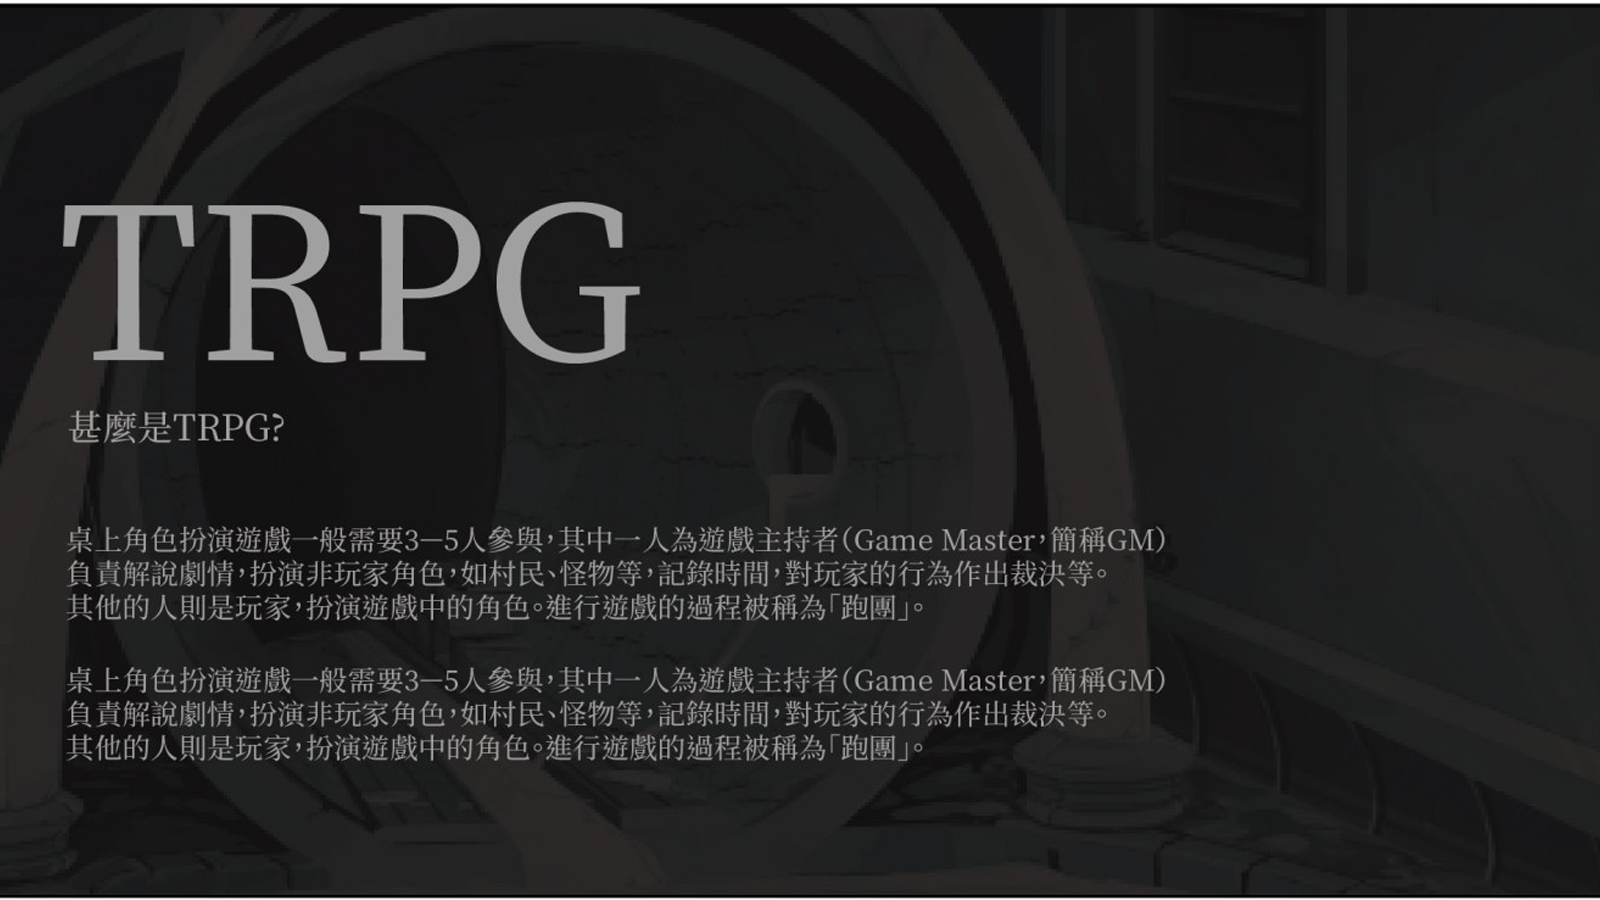 TRPG
甚麼是TRPG?
桌上角色扮演遊戲一般需要3—5人參與，其中一人為遊戲主持者（Game Master，簡稱GM）
負責解說劇情，扮演非玩家角色，如村民、怪物等，記錄時間，對玩家的行為作出裁決等。
其他的人則是玩家，扮演遊戲中的角色。進行遊戲的過程被稱為「跑團」。
桌上角色扮演遊戲一般需要3—5人參與，其中一人為遊戲主持者（Game Master，簡稱GM）
負責解說劇情，扮演非玩家角色，如村民、怪物等，記錄時間，對玩家的行為作出裁決等。
其他的人則是玩家，扮演遊戲中的角色。進行遊戲的過程被稱為「跑團」。